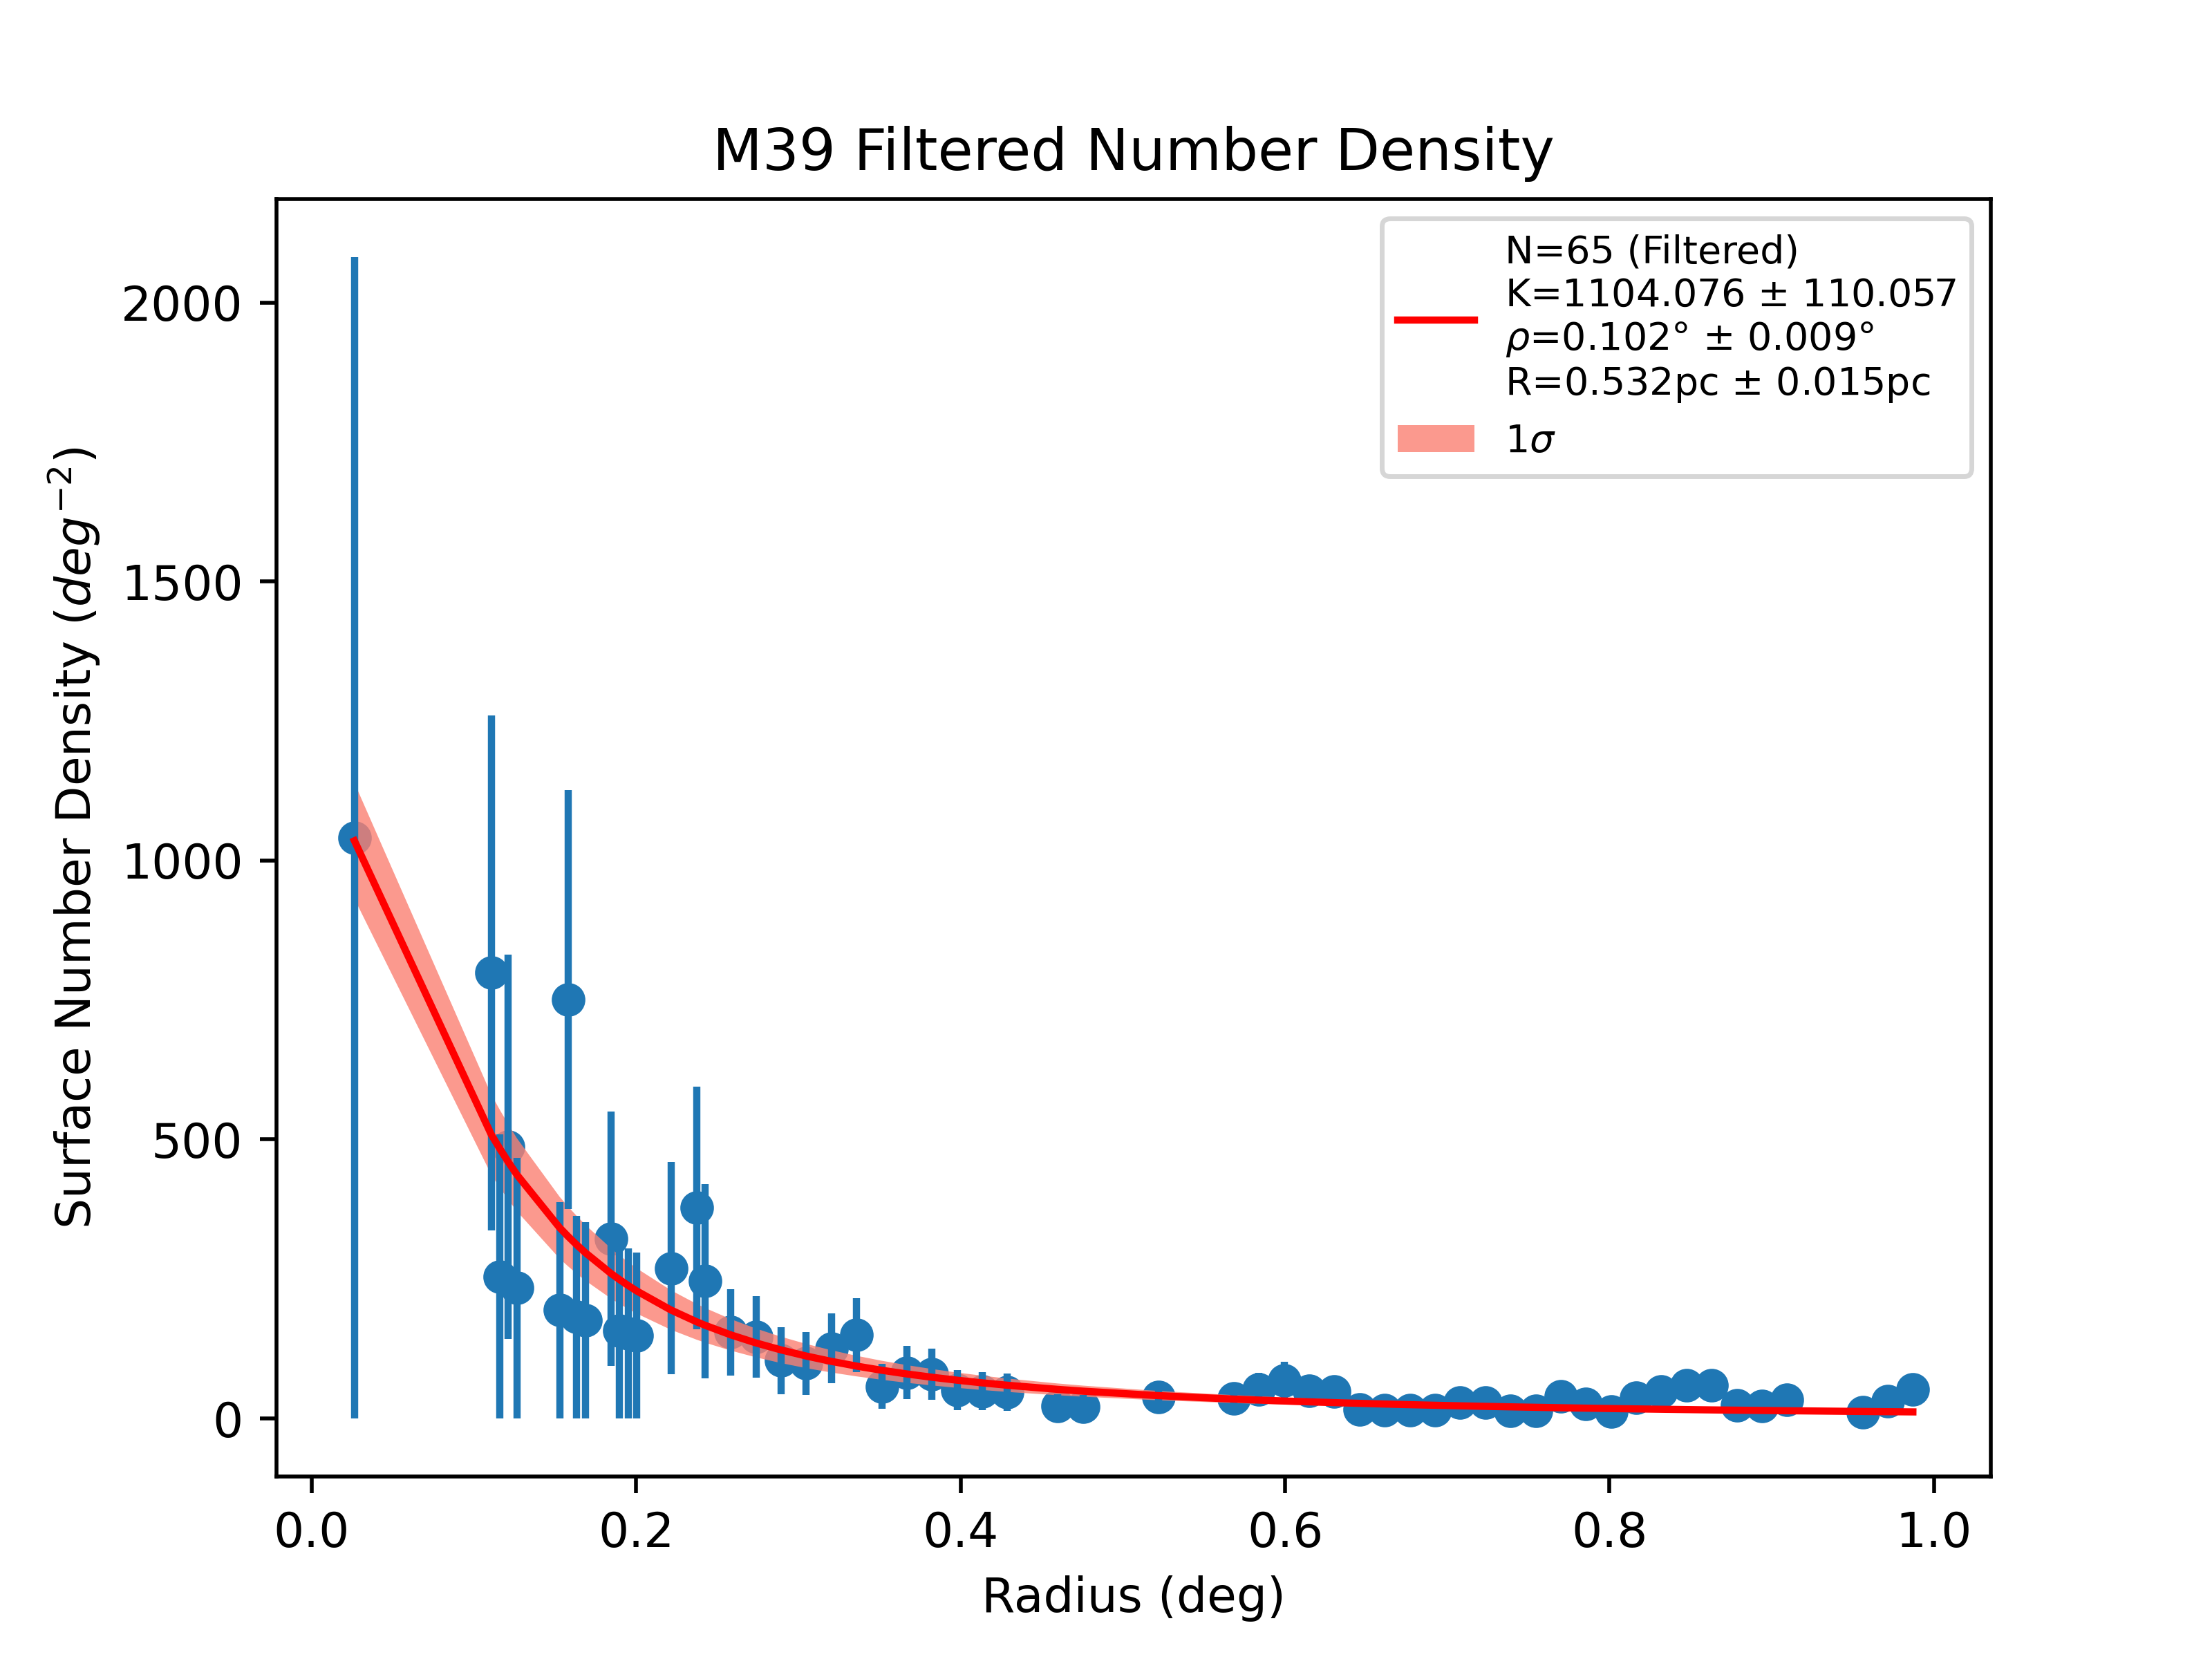 M39 Filtered Number Density
N=65 (Filtered)
K=1104.076 ± 110.057
ρ=0.102° ± 0.009°
R=0.532pc ± 0.015pc
1σ
Surface Number Density (deg⁻²)
2000
1500
1000
500
0
0.0 0.2 0.4 0.6 0.8 1.0
Radius (deg)